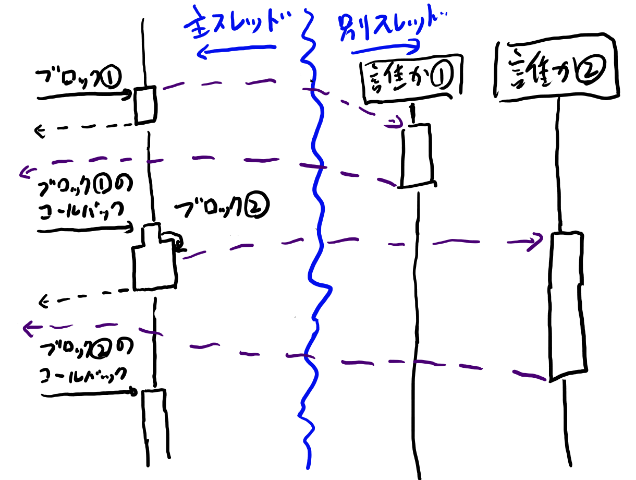 主スレッド
別スレッド
ブロック①
誰か①
誰か②
ブロック①の
コールバック
ブロック②
ブロック②の
コールバック